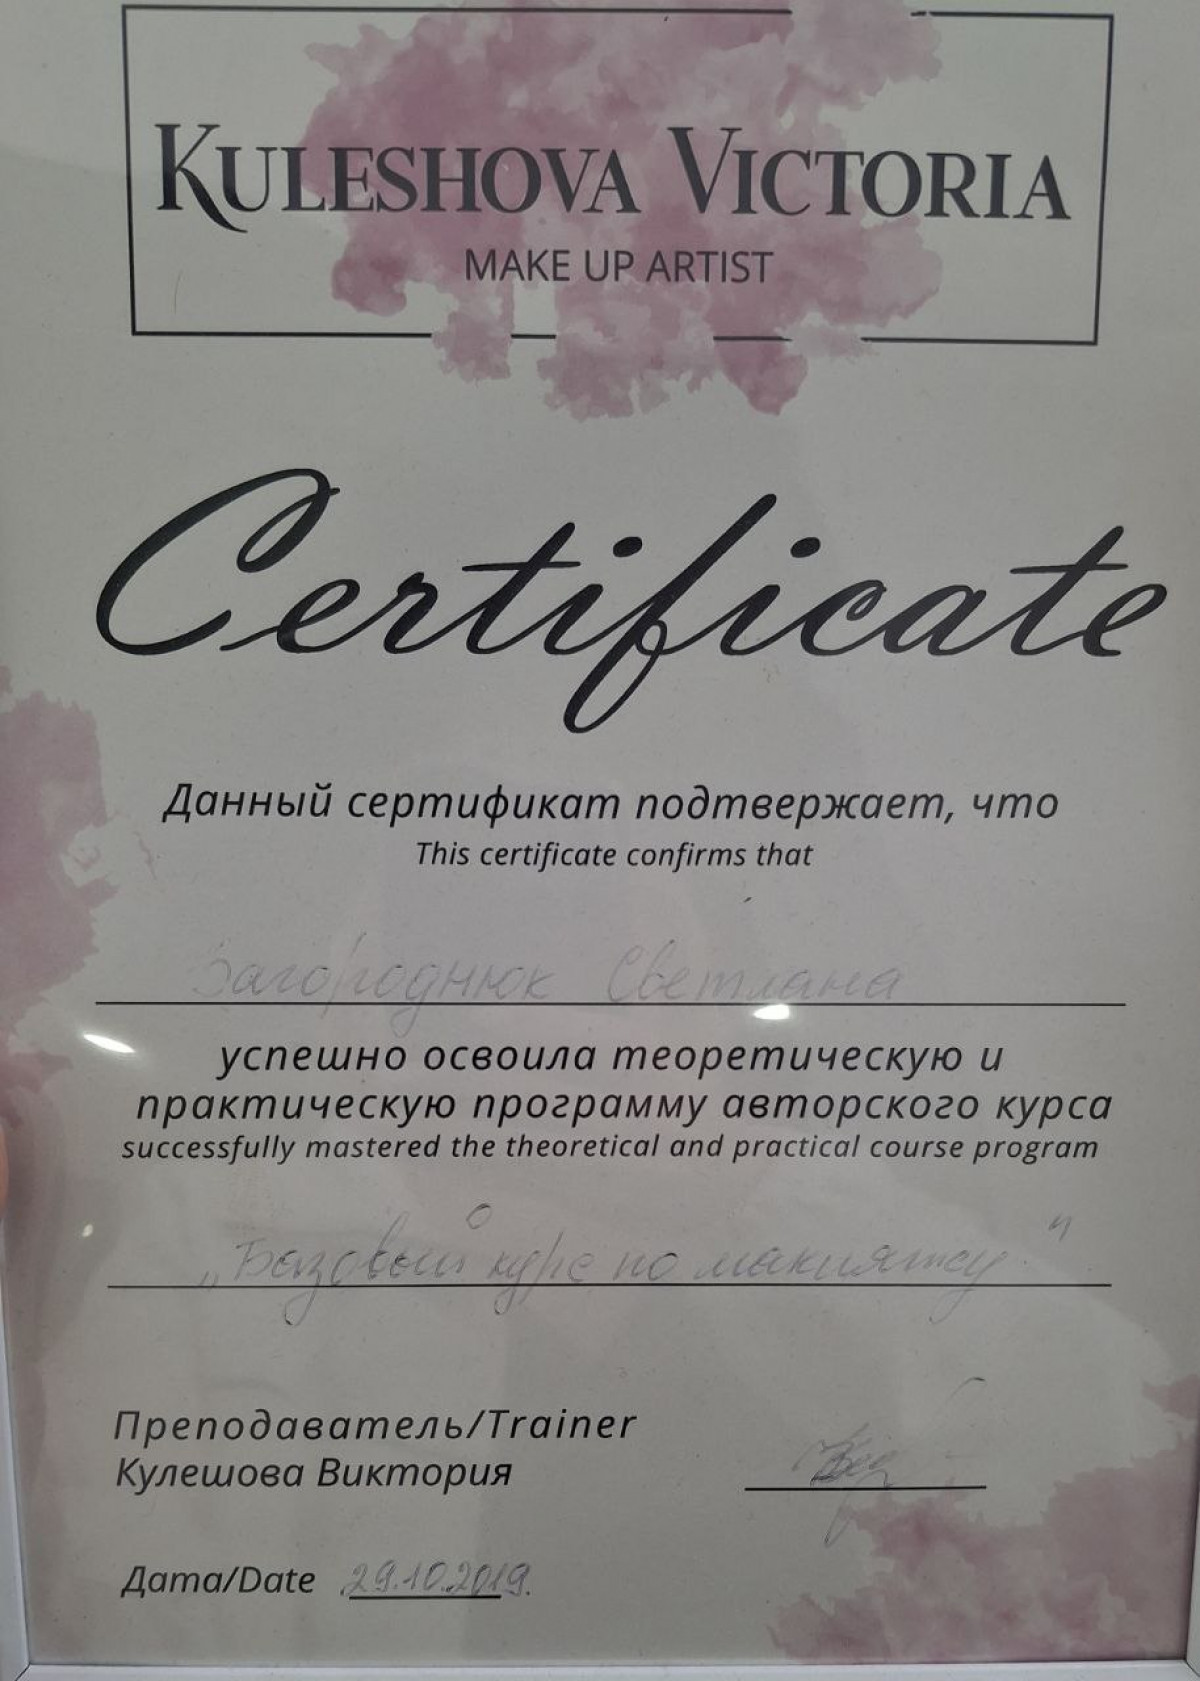 KULESHOVA VICTORIA
MAKE UP ARTIST
Certificate
Данный сертификат подтвержает, что
This certificate confirms that
Загороднюк Светлана
успешно освоила теоретическую и
практическую программу авторского курса
successfully mastered the theoretical and practical course program
„Базовый курс по макияжу"
Преподаватель/Trainer
Кулешова Виктория
Дата/Date 29.10.2019.